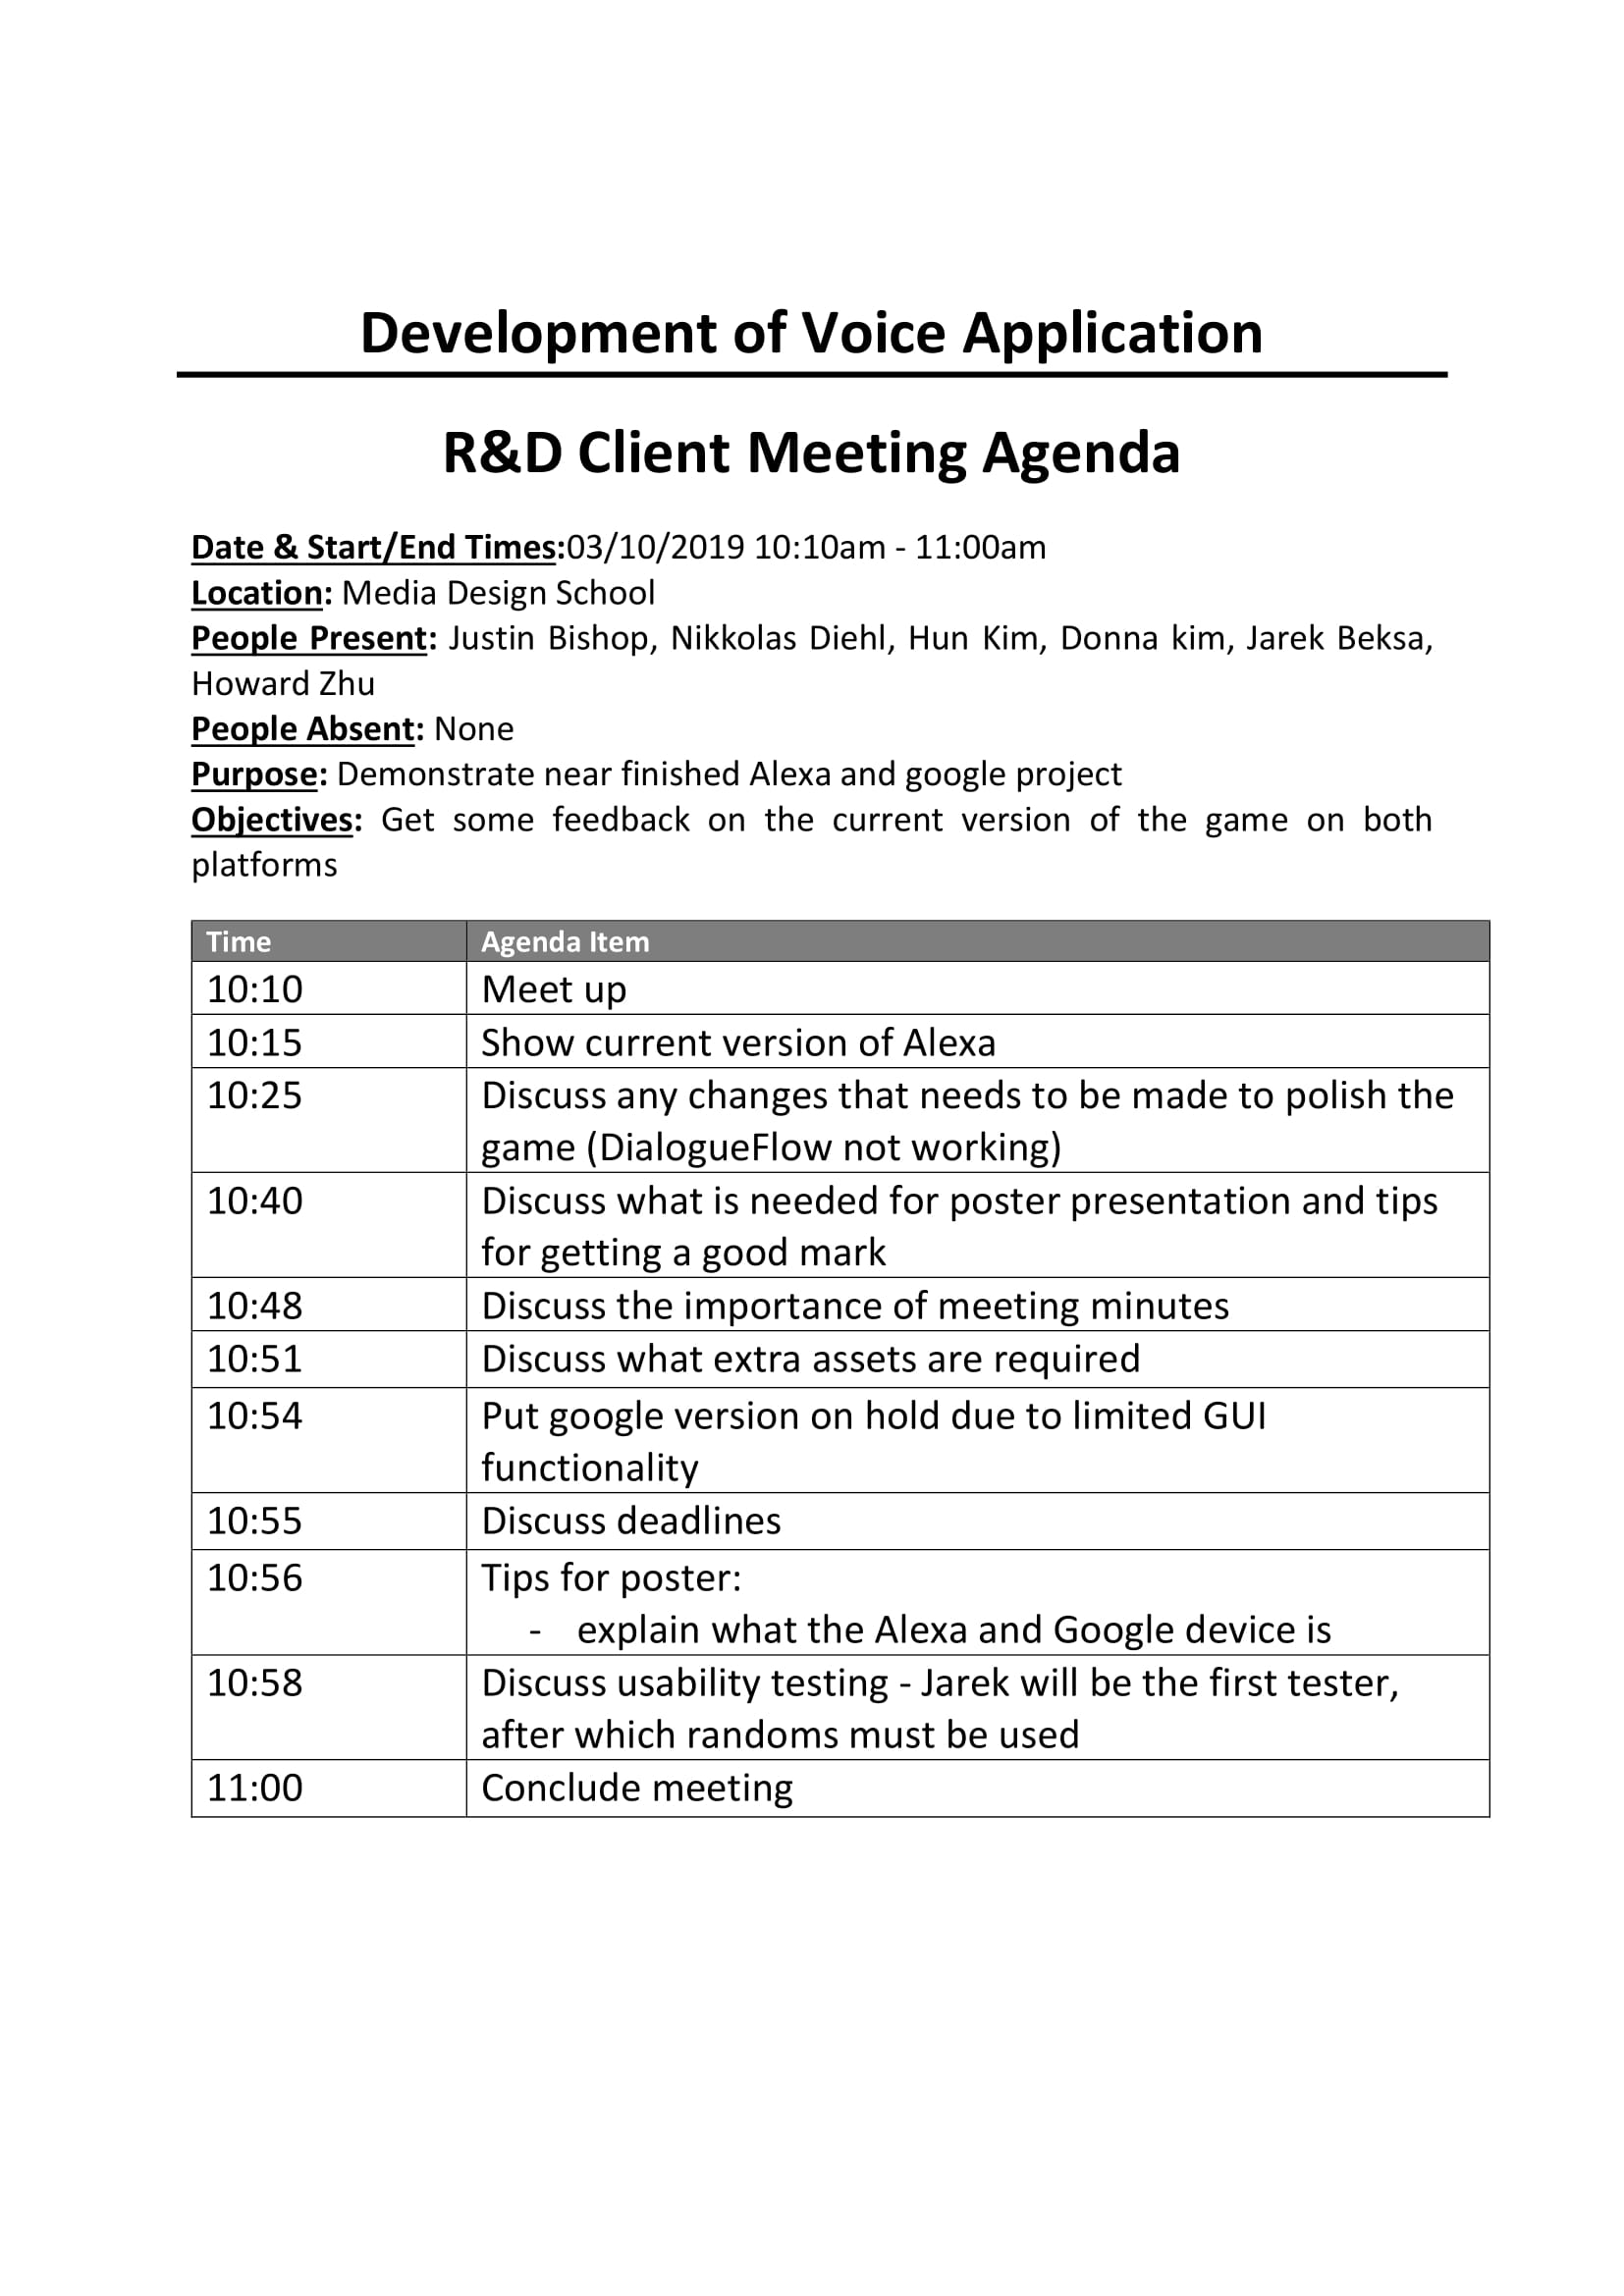 Development of Voice Application
R&D Client Meeting Agenda
Date & Start/End Times:03/10/2019 10:10am - 11:00am
Location: Media Design School
People Present: Justin Bishop, Nikkolas Diehl, Hun Kim, Donna kim, Jarek Beksa,
Howard Zhu
People Absent: None
Purpose: Demonstrate near finished Alexa and google project
Objectives: Get some feedback on the current version of the game on both
platforms
Time Agenda Item
10:10 Meet up
10:15 Show current version of Alexa
10:25 Discuss any changes that needs to be made to polish the
game (DialogueFlow not working)
10:40 Discuss what is needed for poster presentation and tips
for getting a good mark
10:48 Discuss the importance of meeting minutes
10:51 Discuss what extra assets are required
10:54 Put google version on hold due to limited GUI
functionality
10:55 Discuss deadlines
10:56 Tips for poster:
- explain what the Alexa and Google device is
10:58 Discuss usability testing - Jarek will be the first tester,
after which randoms must be used
11:00 Conclude meeting